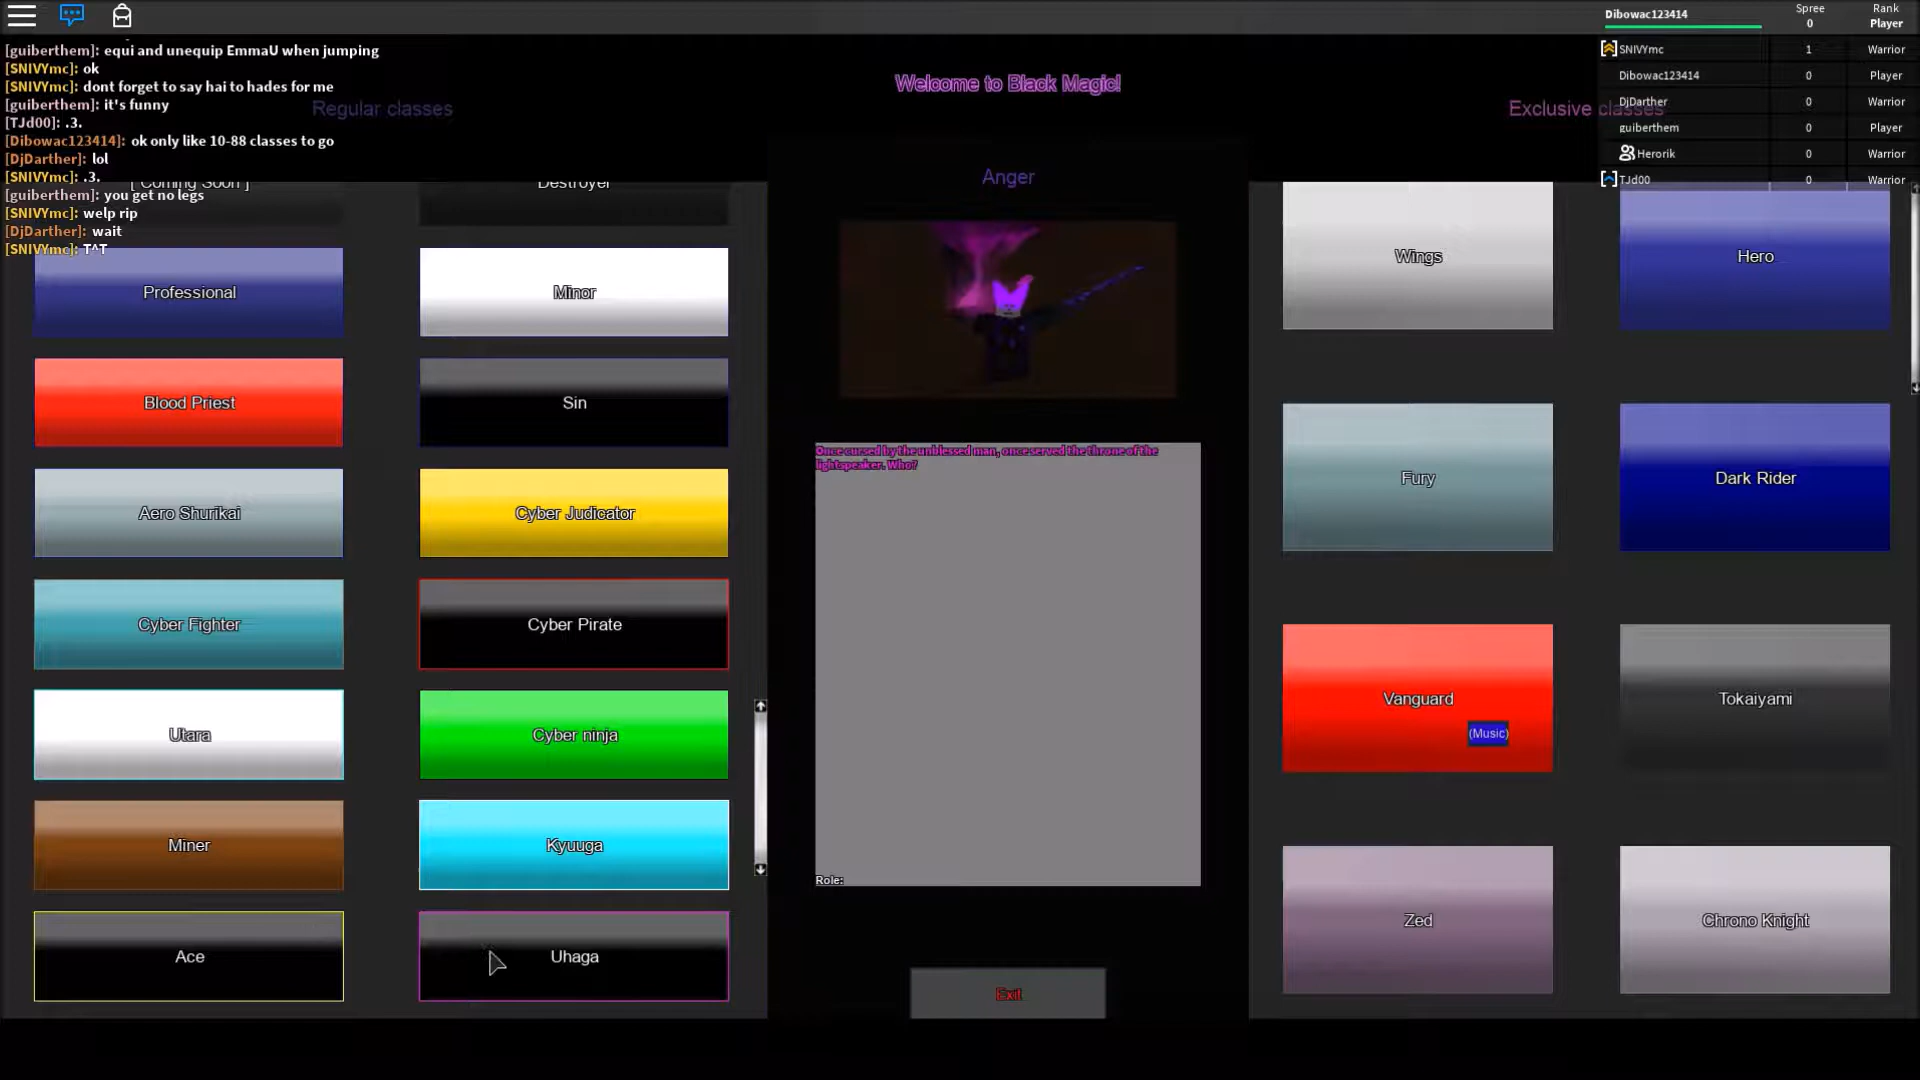 Dibowac123414
Spree
0
Rank
Player
[guiberthem]: equi and unequip EmmaU when jumping
[SNIVYmc]: ok
[SNIVYmc]: dont forget to say hai to hades for me
[guiberthem]: it's funny
[TJd00]: .3.
[Dibowac123414]: ok only like 10-88 classes to go
[DjDarther]: lol
[SNIVYmc]: .3.
[guiberthem]: you get no legs
[SNIVYmc]: welp rip
[DjDarther]: wait
[SNIVYmc]: T^T
SNIVYmc 1 Warrior
Dibowac123414 0 Player
DjDarther 0 Warrior
guiberthem 0 Player
Herorik 0 Warrior
TJd00 0 Warrior
Welcome to Black Magic!
Regular classes
Exclusive classes
[ Coming Soon ]
Destroyer
Professional
Minor
Blood Priest
Sin
Aero Shurikai
Cyber Judicator
Cyber Fighter
Cyber Pirate
Utara
Cyber ninja
Miner
Kyuuga
Ace
Uhaga
Anger
Once cursed by the unblessed man, once served the throne of the
lightspeaker. Who?
Role:
Exit
Wings
Hero
Fury
Dark Rider
Vanguard
(Music)
Tokaiyami
Zed
Chrono Knight